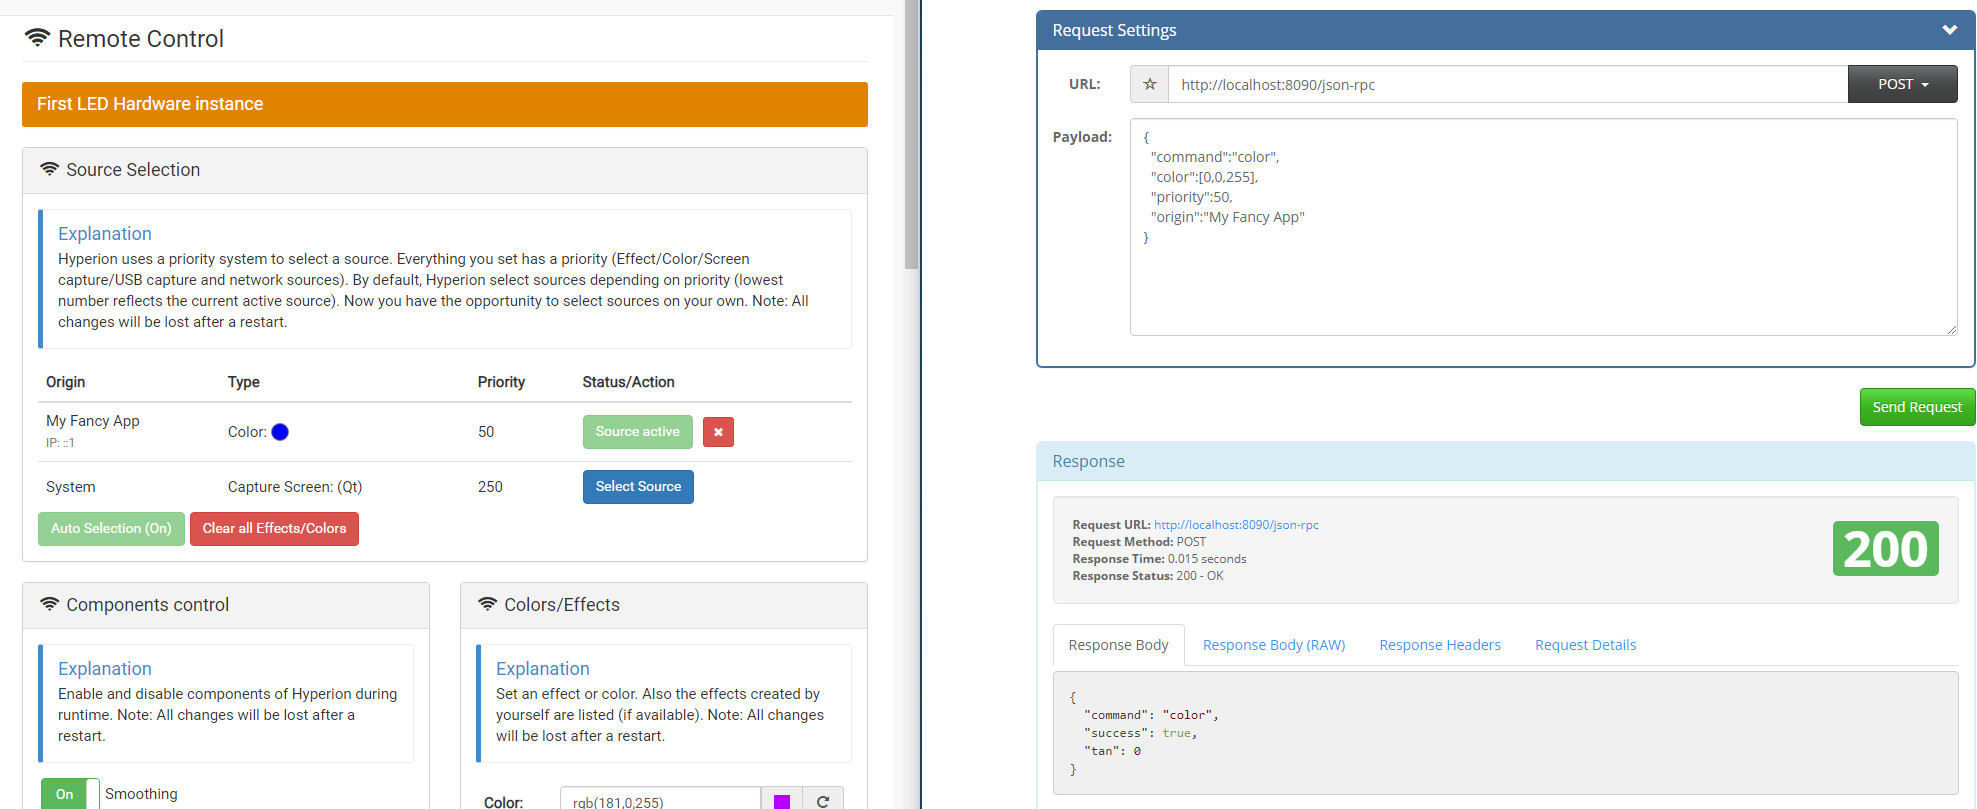 Remote Control
First LED Hardware instance
Source Selection
Explanation
Hyperion uses a priority system to select a source. Everything you set has a priority (Effect/Color/Screen
capture/USB capture and network sources). By default, Hyperion select sources depending on priority (lowest
number reflects the current active source). Now you have the opportunity to select sources on your own. Note: All
changes will be lost after a restart.
Origin Type Priority Status/Action
My Fancy App
IP: ::1
Color: 50 Source active ✖
System Capture Screen: (Qt) 250 Select Source
Auto Selection (On) Clear all Effects/Colors
Components control
Explanation
Enable and disable components of Hyperion during
runtime. Note: All changes will be lost after a
restart.
On Smoothing
Colors/Effects
Explanation
Set an effect or color. Also the effects created by
yourself are listed (if available). Note: All changes
will be lost after a restart.
Color: rgb(181,0,255)
Request Settings
URL: http://localhost:8090/json-rpc POST
Payload:
{
"command":"color",
"color":[0,0,255],
"priority":50,
"origin":"My Fancy App"
}
Send Request
Response
Request URL: http://localhost:8090/json-rpc
Request Method: POST
Response Time: 0.015 seconds
Response Status: 200 - OK
200
Response Body Response Body (RAW) Response Headers Request Details
{
"command": "color",
"success": true,
"tan": 0
}